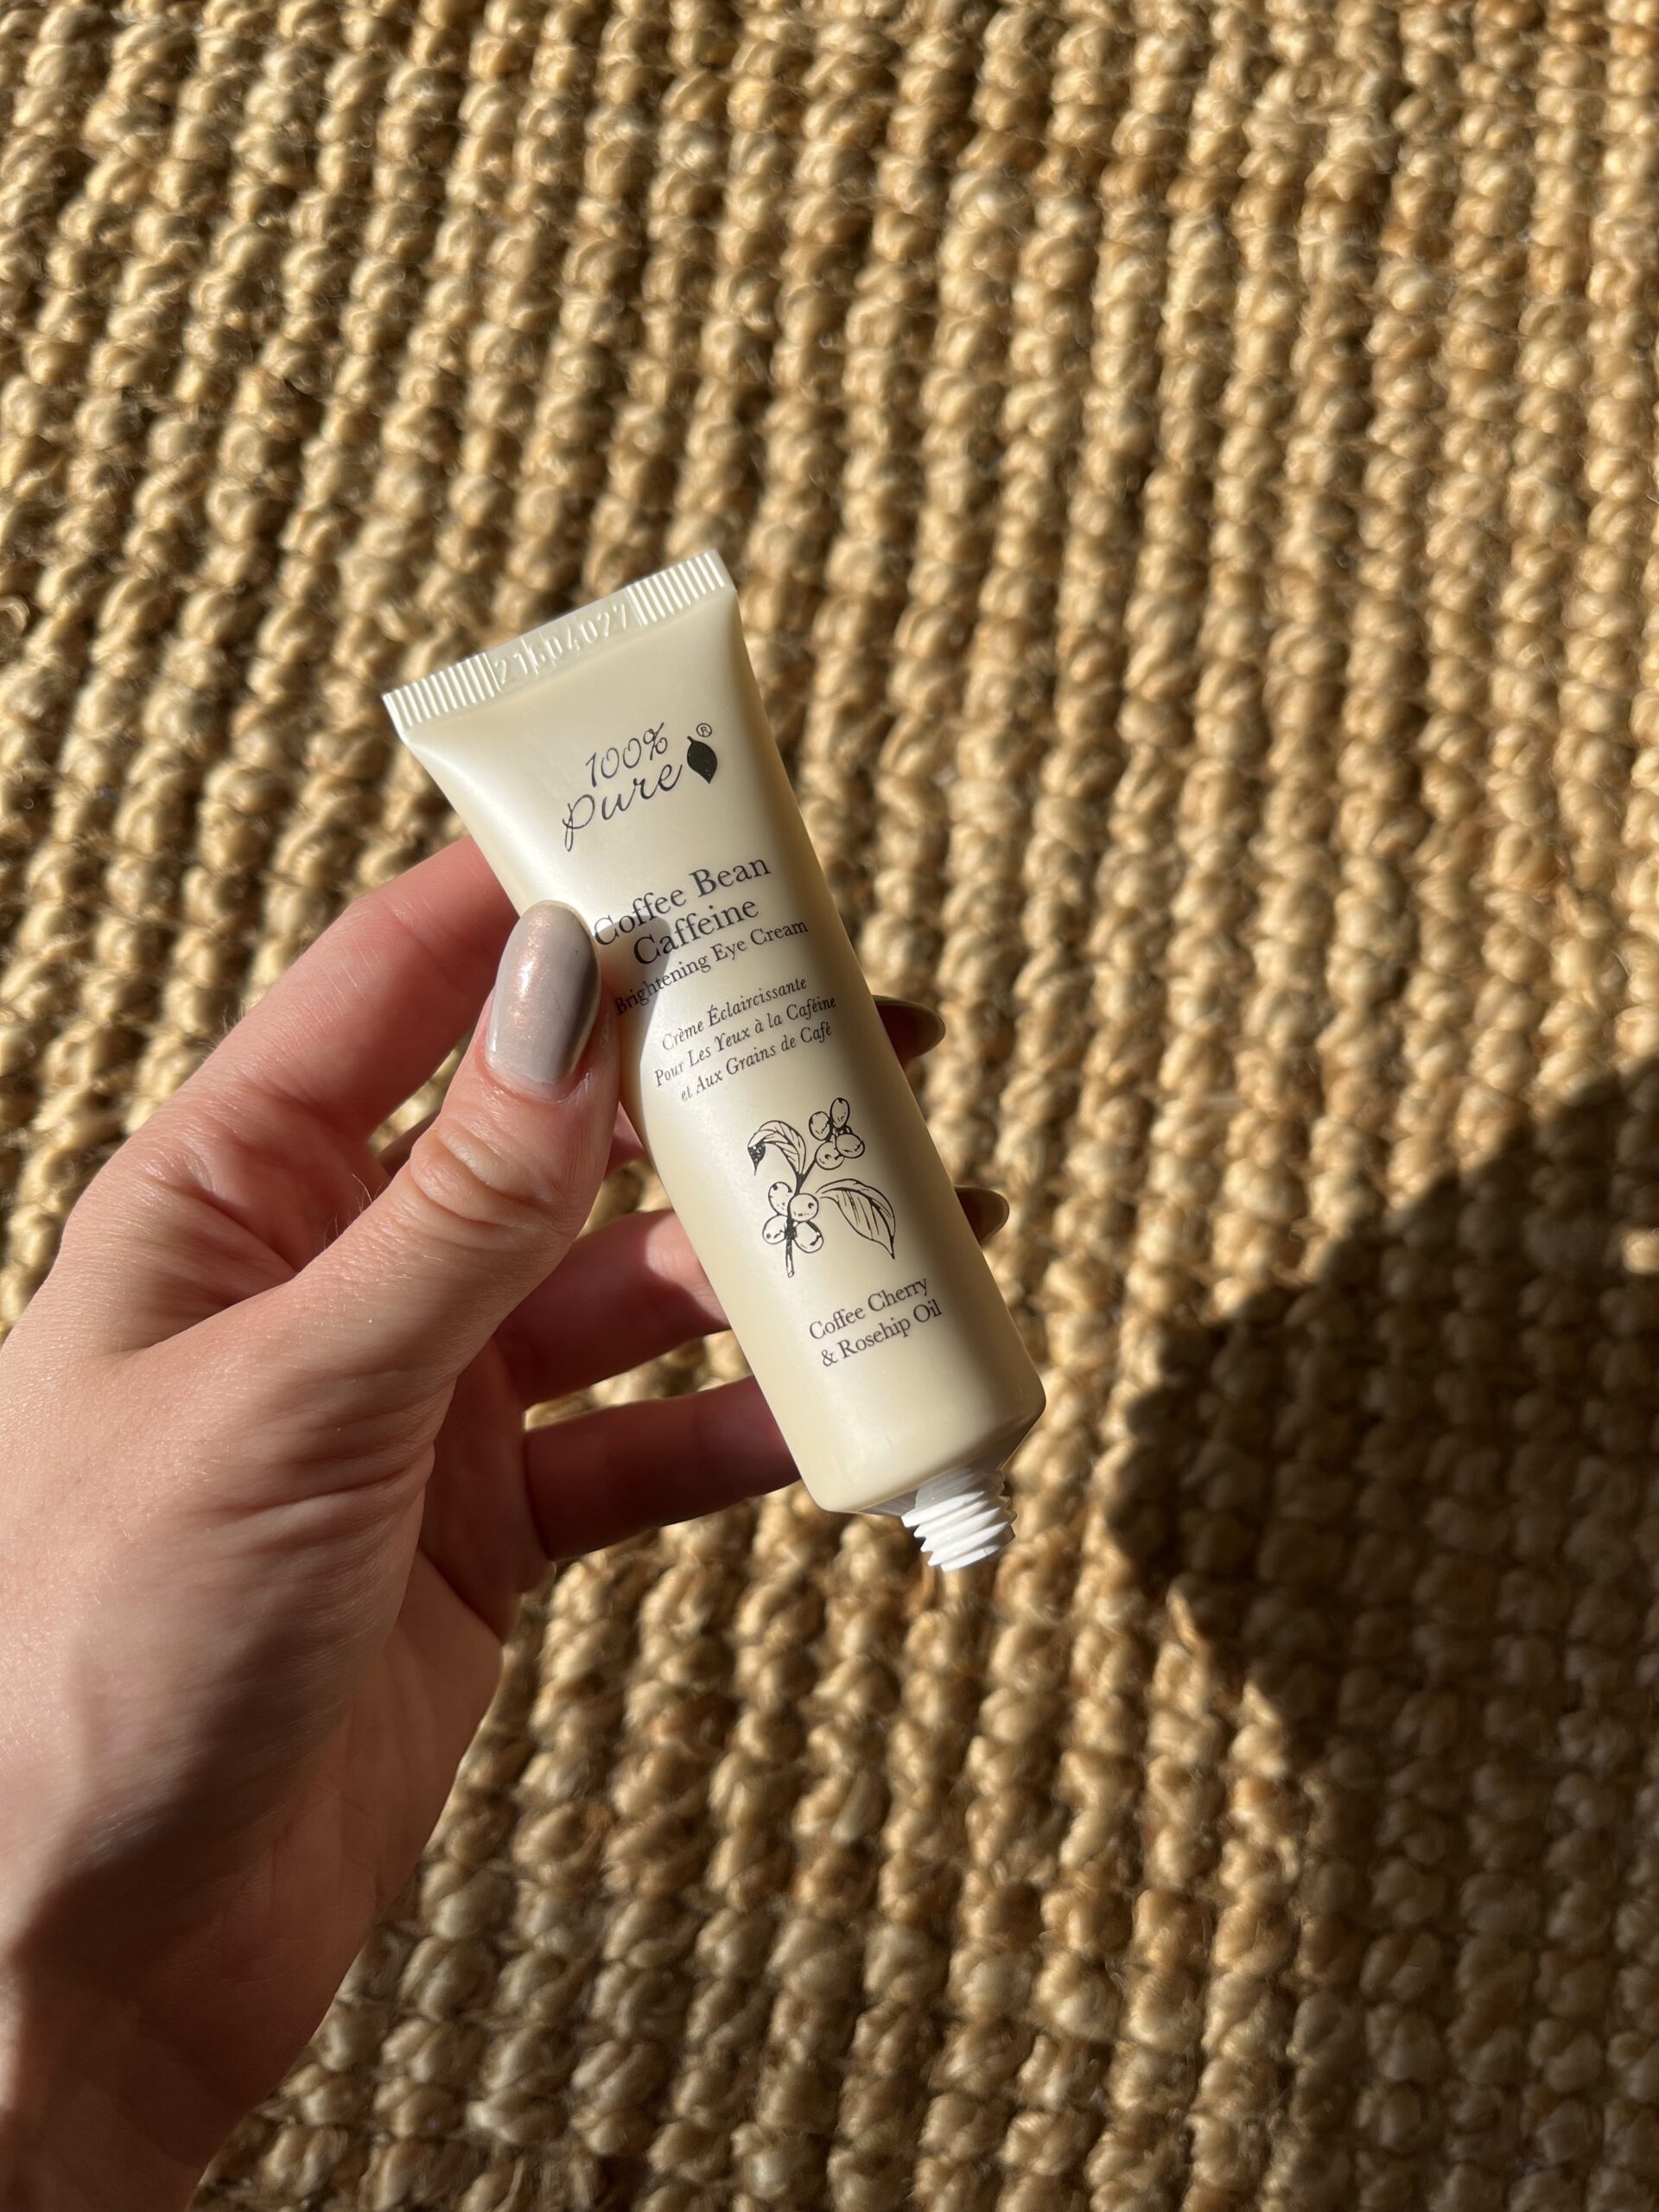 21604027
100%
pure®
Coffee Bean
Caffeine
Brightening Eye Cream
Crème Éclaircissante
Pour Les Yeux à la Caféine
et Aux Grains de Café
Coffee Cherry
& Rosehip Oil